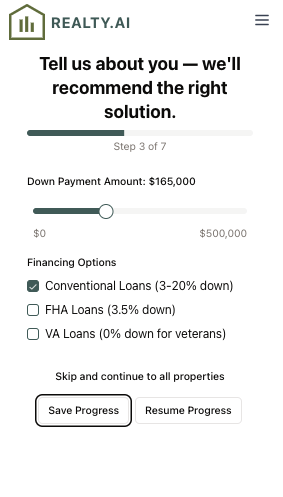 REALTY.AI
Tell us about you — we'll
recommend the right
solution.
Step 3 of 7
Down Payment Amount: $165,000
$0 $500,000
Financing Options
Conventional Loans (3-20% down)
FHA Loans (3.5% down)
VA Loans (0% down for veterans)
Skip and continue to all properties
Save Progress Resume Progress